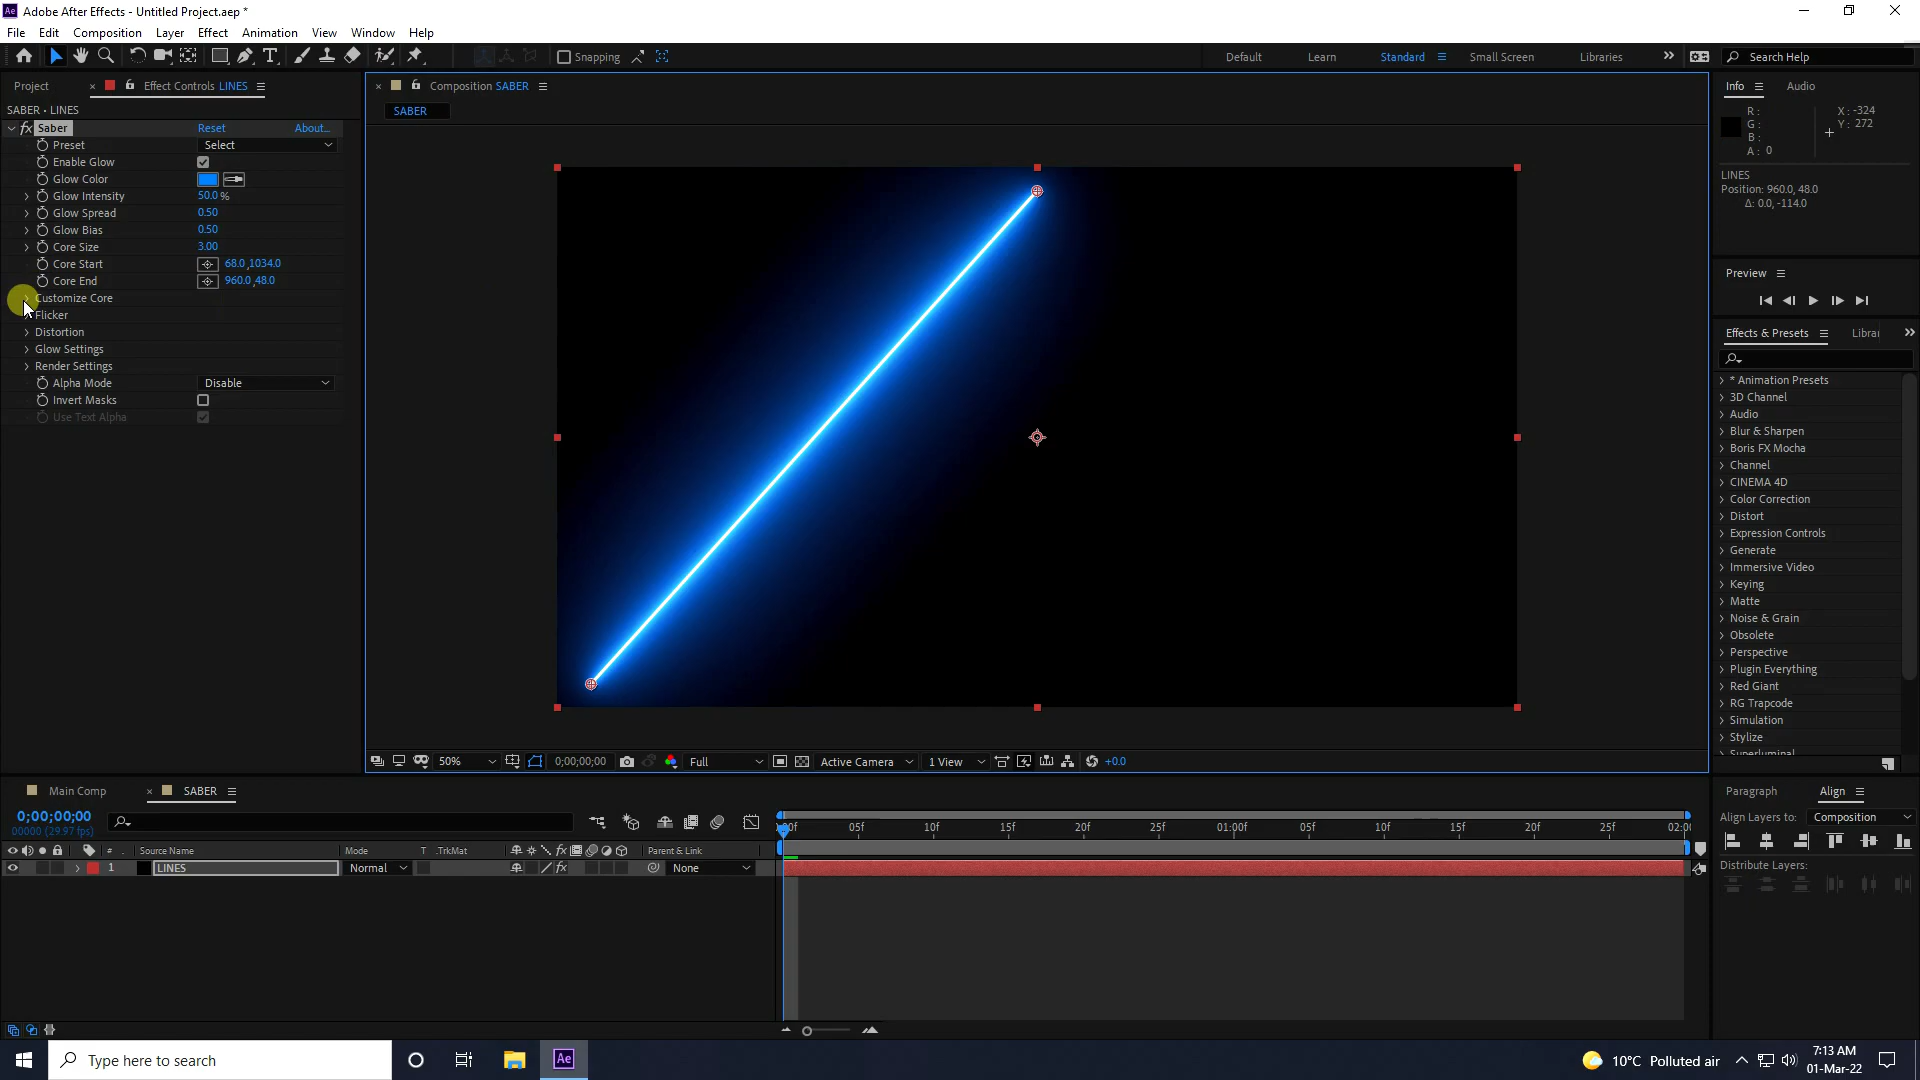 Adobe After Effects - Untitled Project.aep *
File Edit Composition Layer Effect Animation View Window Help
Snapping Default Learn Standard Small Screen Libraries Search Help
Project Effect Controls LINES
SABER • LINES
fx Saber Reset About...
Preset Select
Enable Glow
Glow Color
Glow Intensity 50.0 %
Glow Spread 0.50
Glow Bias 0.50
Core Size 3.00
Core Start 68.0 ,1034.0
Core End 960.0 ,48.0
Customize Core
Flicker
Distortion
Glow Settings
Render Settings
Alpha Mode Disable
Invert Masks
Use Text Alpha
Composition SABER
SABER
50% 0;00;00;00 Full Active Camera 1 View +0.0
Info Audio
R : X : -324
G : Y : 272
B :
A : 0
LINES
Position: 960.0, 48.0
Δ: 0.0, -114.0
Preview
Effects & Presets Librar
* Animation Presets
3D Channel
Audio
Blur & Sharpen
Boris FX Mocha
Channel
CINEMA 4D
Color Correction
Distort
Expression Controls
Generate
Immersive Video
Keying
Matte
Noise & Grain
Obsolete
Perspective
Plugin Everything
Red Giant
RG Trapcode
Simulation
Stylize
Superluminal
Main Comp SABER
0;00;00;00
00000 (29.97 fps)
# Source Name Mode T .TrkMat Parent & Link
1 LINES Normal None
05f 10f 15f 20f 25f 01:00f 05f 10f 15f 20f 25f 02:0
Paragraph Align
Align Layers to: Composition
Distribute Layers:
Type here to search
Ae
10°C Polluted air
7:13 AM
01-Mar-22